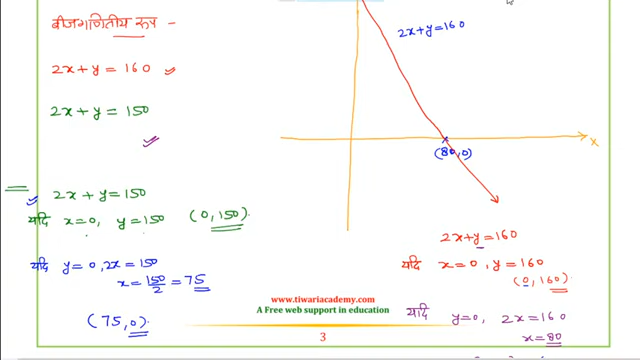 बीजगणितीय रूप -
2x + y = 160
2x + y = 150
2x + y = 150
यदि x = 0, y = 150 (0, 150)
यदि y = 0, 2x = 150
x = 150/2 = 75
(75, 0)
2x + y = 160
(80, 0)
x
2x + y = 160
यदि x = 0, y = 160
(0, 160)
यदि y = 0, 2x = 160
x = 80
www.tiwariacademy.com
A Free web support in education
3